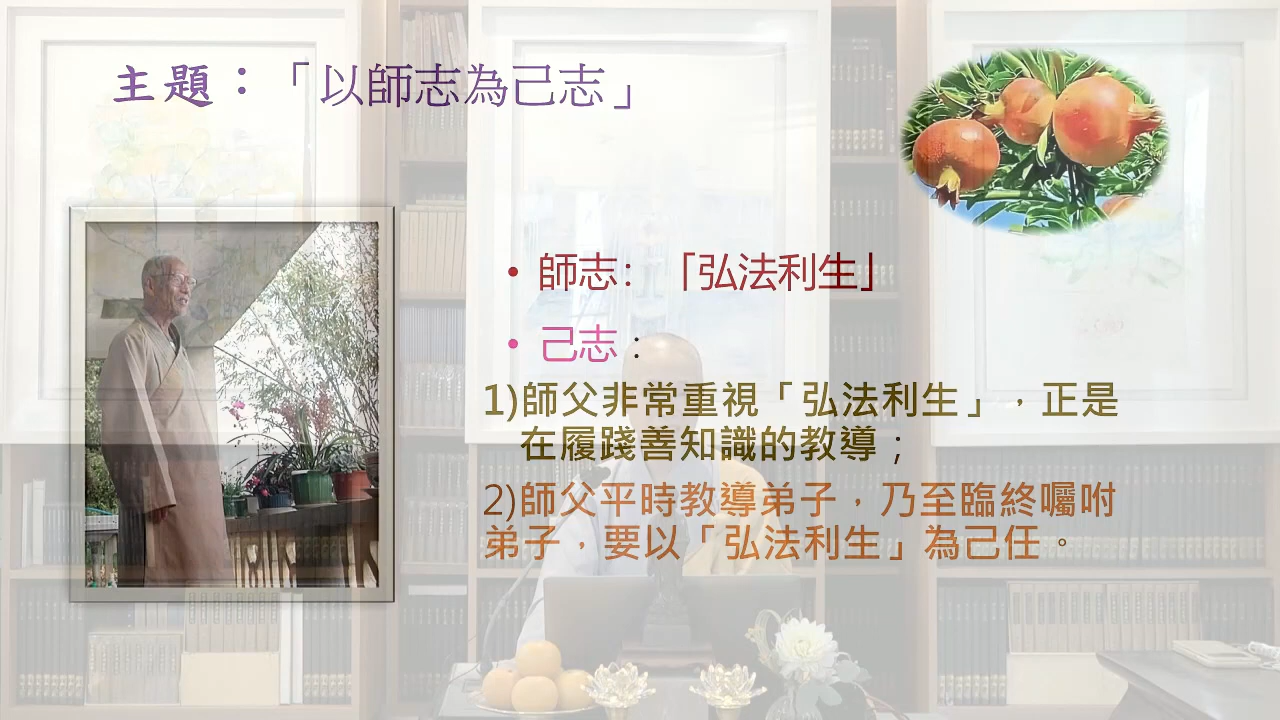 主題：「以師志為己志」
• 師志：「弘法利生」
• 己志：
1)師父非常重視「弘法利生」，正是
在履踐善知識的教導；
2)師父平時教導弟子，乃至臨終囑咐
弟子，要以「弘法利生」為己任。